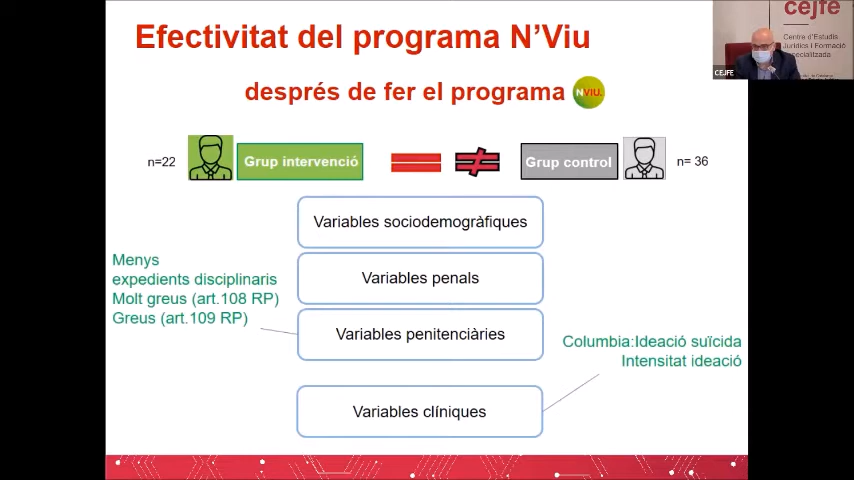 Efectivitat del programa N'Viu
després de fer el programa
NVIU.
n=22
Grup intervenció
Grup control
n= 36
Variables sociodemogràfiques
Menys
expedients disciplinaris
Molt greus (art.108 RP)
Greus (art.109 RP)
Variables penals
Variables penitenciàries
Columbia:Ideació suïcida
Intensitat ideació
Variables clíniques
cejfe
Centre d'Estudis
Jurídics i Formació
Especialitzada
CEJFE